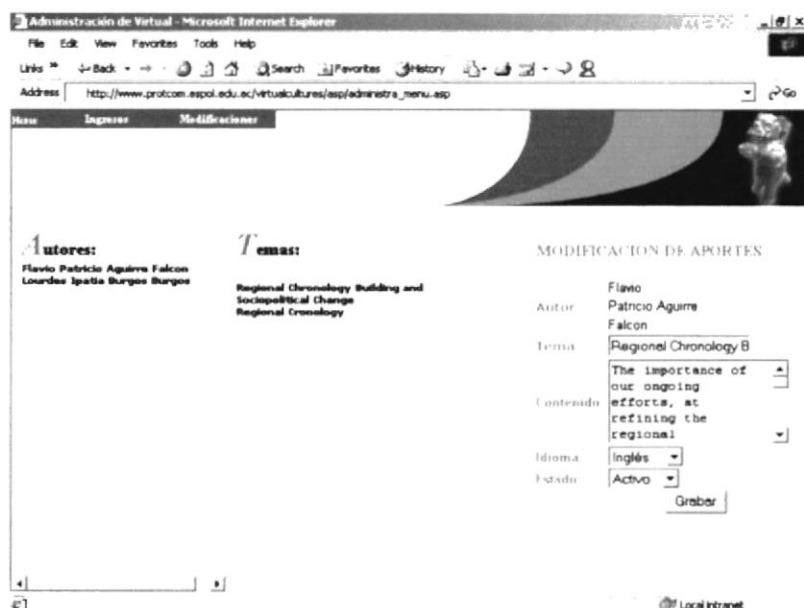 Administración de Virtual - Microsoft Internet Explorer
File Edit View Favorites Tools Help
Links » Back Search Favorites History
Address http://www.protcom.espol.edu.ec/virtualcultures/asp/administra_menu.asp Go
Home Ingresos Modificaciones
Autores:
Flavio Patricio Aguirre Falcon
Lourdes Ipatia Burgos Burgos
Temas:
Regional Chronology Building and
Sociopolitical Change
Regional Cronology
MODIFICACION DE APORTES
Autor
Flavio
Patricio Aguirre
Falcon
Tema Regional Chronology B
Contenido
The importance of
our ongoing
efforts, at
refining the
regional
Idioma: Inglés
Estado: Activo
Grabar
Local intranet